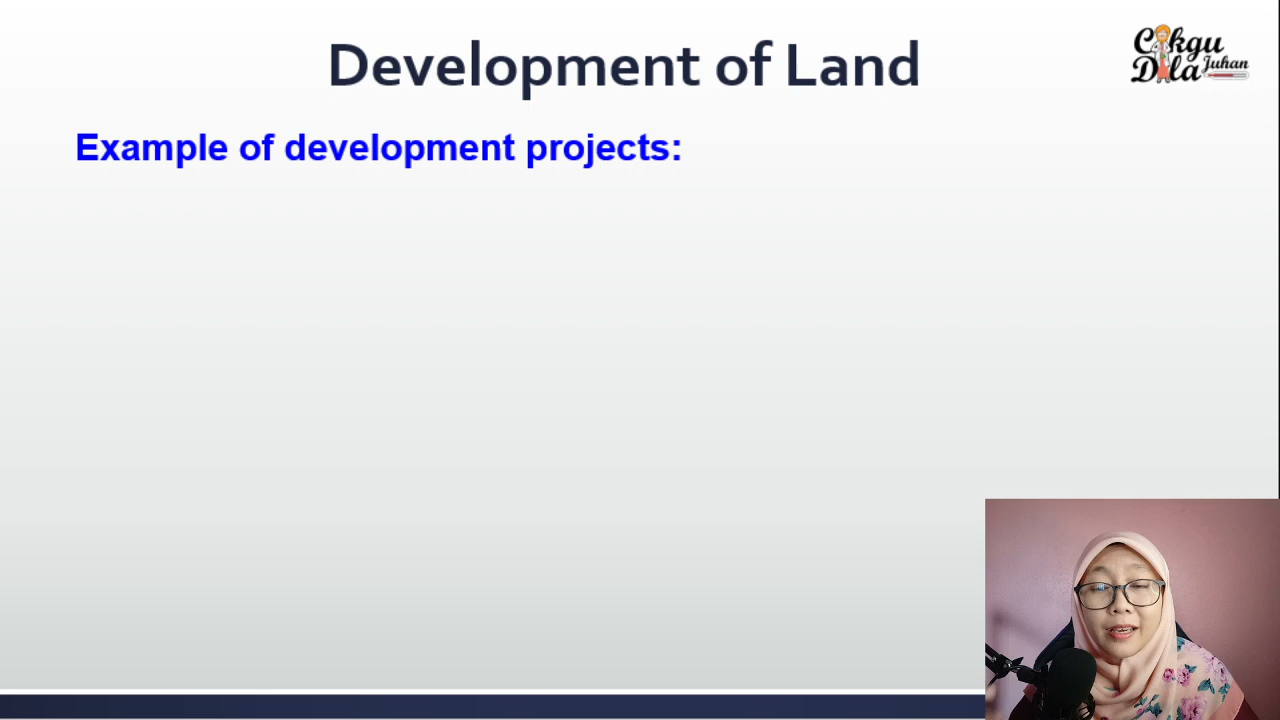 Development of Land
Cikgu
Dila Juhan
Example of development projects: